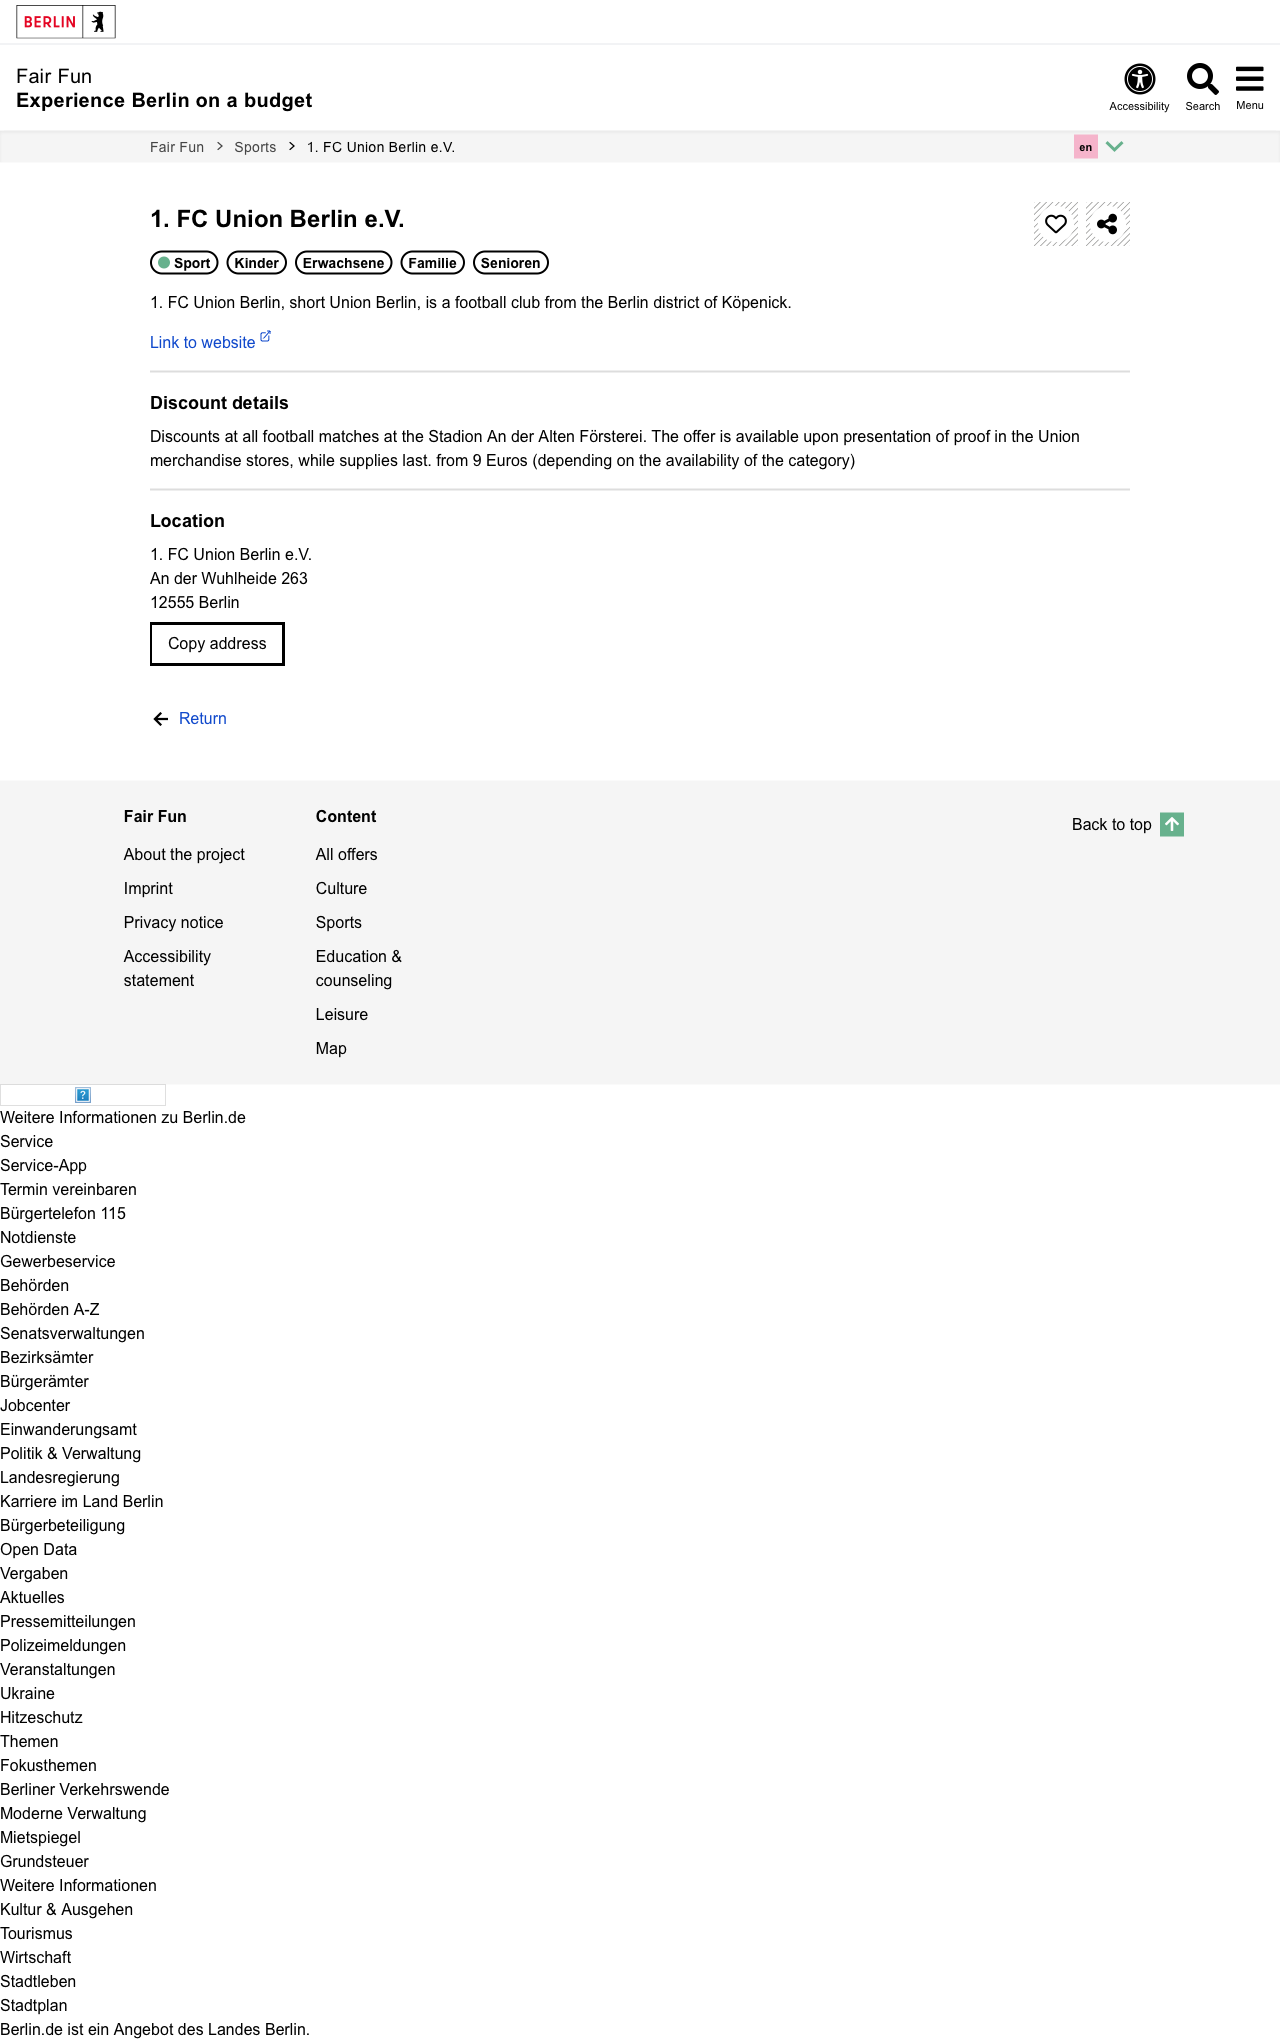 BERLIN
Fair Fun
Experience Berlin on a budget
Accessibility
Search
Menu
Fair Fun
Sports
1. FC Union Berlin e.V.
en
1. FC Union Berlin e.V.
Sport
Kinder
Erwachsene
Familie
Senioren
1. FC Union Berlin, short Union Berlin, is a football club from the Berlin district of Köpenick.
Link to website
Discount details
Discounts at all football matches at the Stadion An der Alten Försterei. The offer is available upon presentation of proof in the Union
merchandise stores, while supplies last. from 9 Euros (depending on the availability of the category)
Location
1. FC Union Berlin e.V.
An der Wuhlheide 263
12555 Berlin
Copy address
Return
Fair Fun
About the project
Imprint
Privacy notice
Accessibility
statement
Content
All offers
Culture
Sports
Education &
counseling
Leisure
Map
Back to top
Weitere Informationen zu Berlin.de
Service
Service-App
Termin vereinbaren
Bürgertelefon 115
Notdienste
Gewerbeservice
Behörden
Behörden A-Z
Senatsverwaltungen
Bezirksämter
Bürgerämter
Jobcenter
Einwanderungsamt
Politik & Verwaltung
Landesregierung
Karriere im Land Berlin
Bürgerbeteiligung
Open Data
Vergaben
Aktuelles
Pressemitteilungen
Polizeimeldungen
Veranstaltungen
Ukraine
Hitzeschutz
Themen
Fokusthemen
Berliner Verkehrswende
Moderne Verwaltung
Mietspiegel
Grundsteuer
Weitere Informationen
Kultur & Ausgehen
Tourismus
Wirtschaft
Stadtleben
Stadtplan
Berlin.de ist ein Angebot des Landes Berlin.